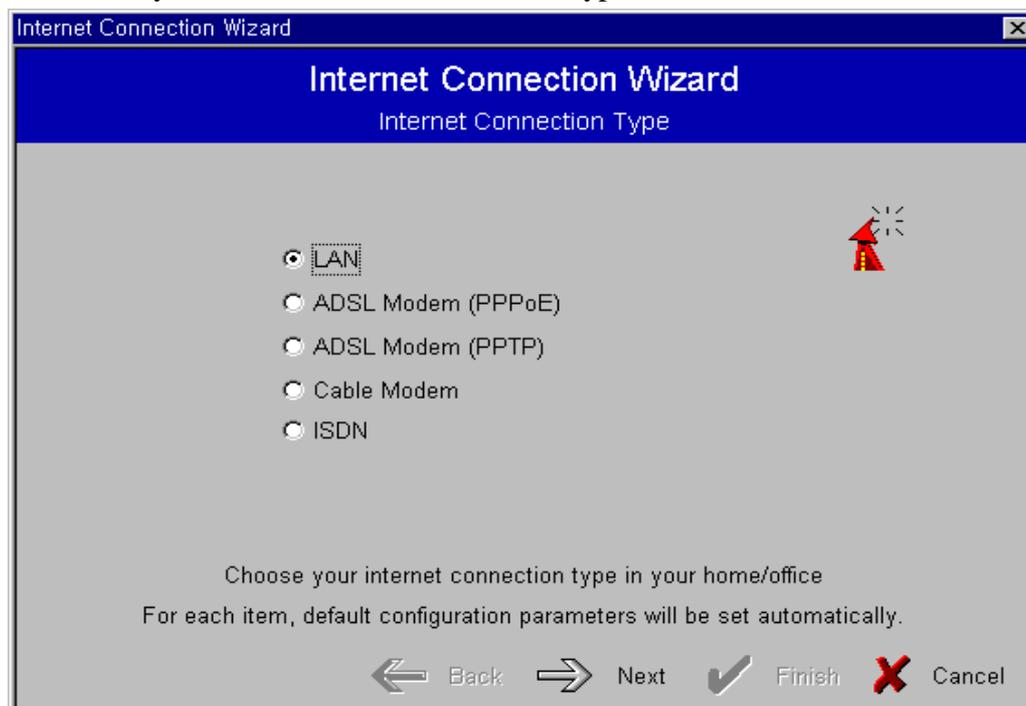 Internet Connection Wizard
Internet Connection Wizard
Internet Connection Type
LAN
ADSL Modem (PPPoE)
ADSL Modem (PPTP)
Cable Modem
ISDN
Choose your internet connection type in your home/office
For each item, default configuration parameters will be set automatically.
Back Next Finish Cancel